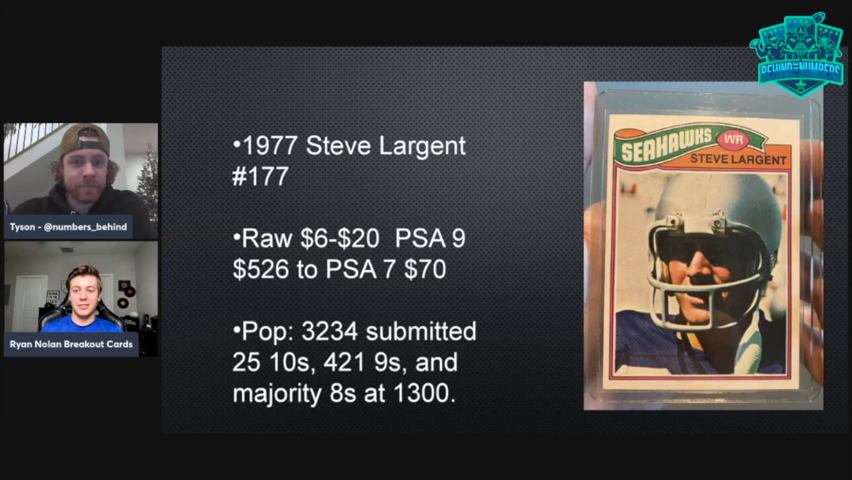 BEHIND THE NUMBERS
•1977 Steve Largent
#177
•Raw $6-$20 PSA 9
$526 to PSA 7 $70
•Pop: 3234 submitted
25 10s, 421 9s, and
majority 8s at 1300.
SEAHAWKS WR
STEVE LARGENT
Tyson - @numbers_behind
Ryan Nolan Breakout Cards